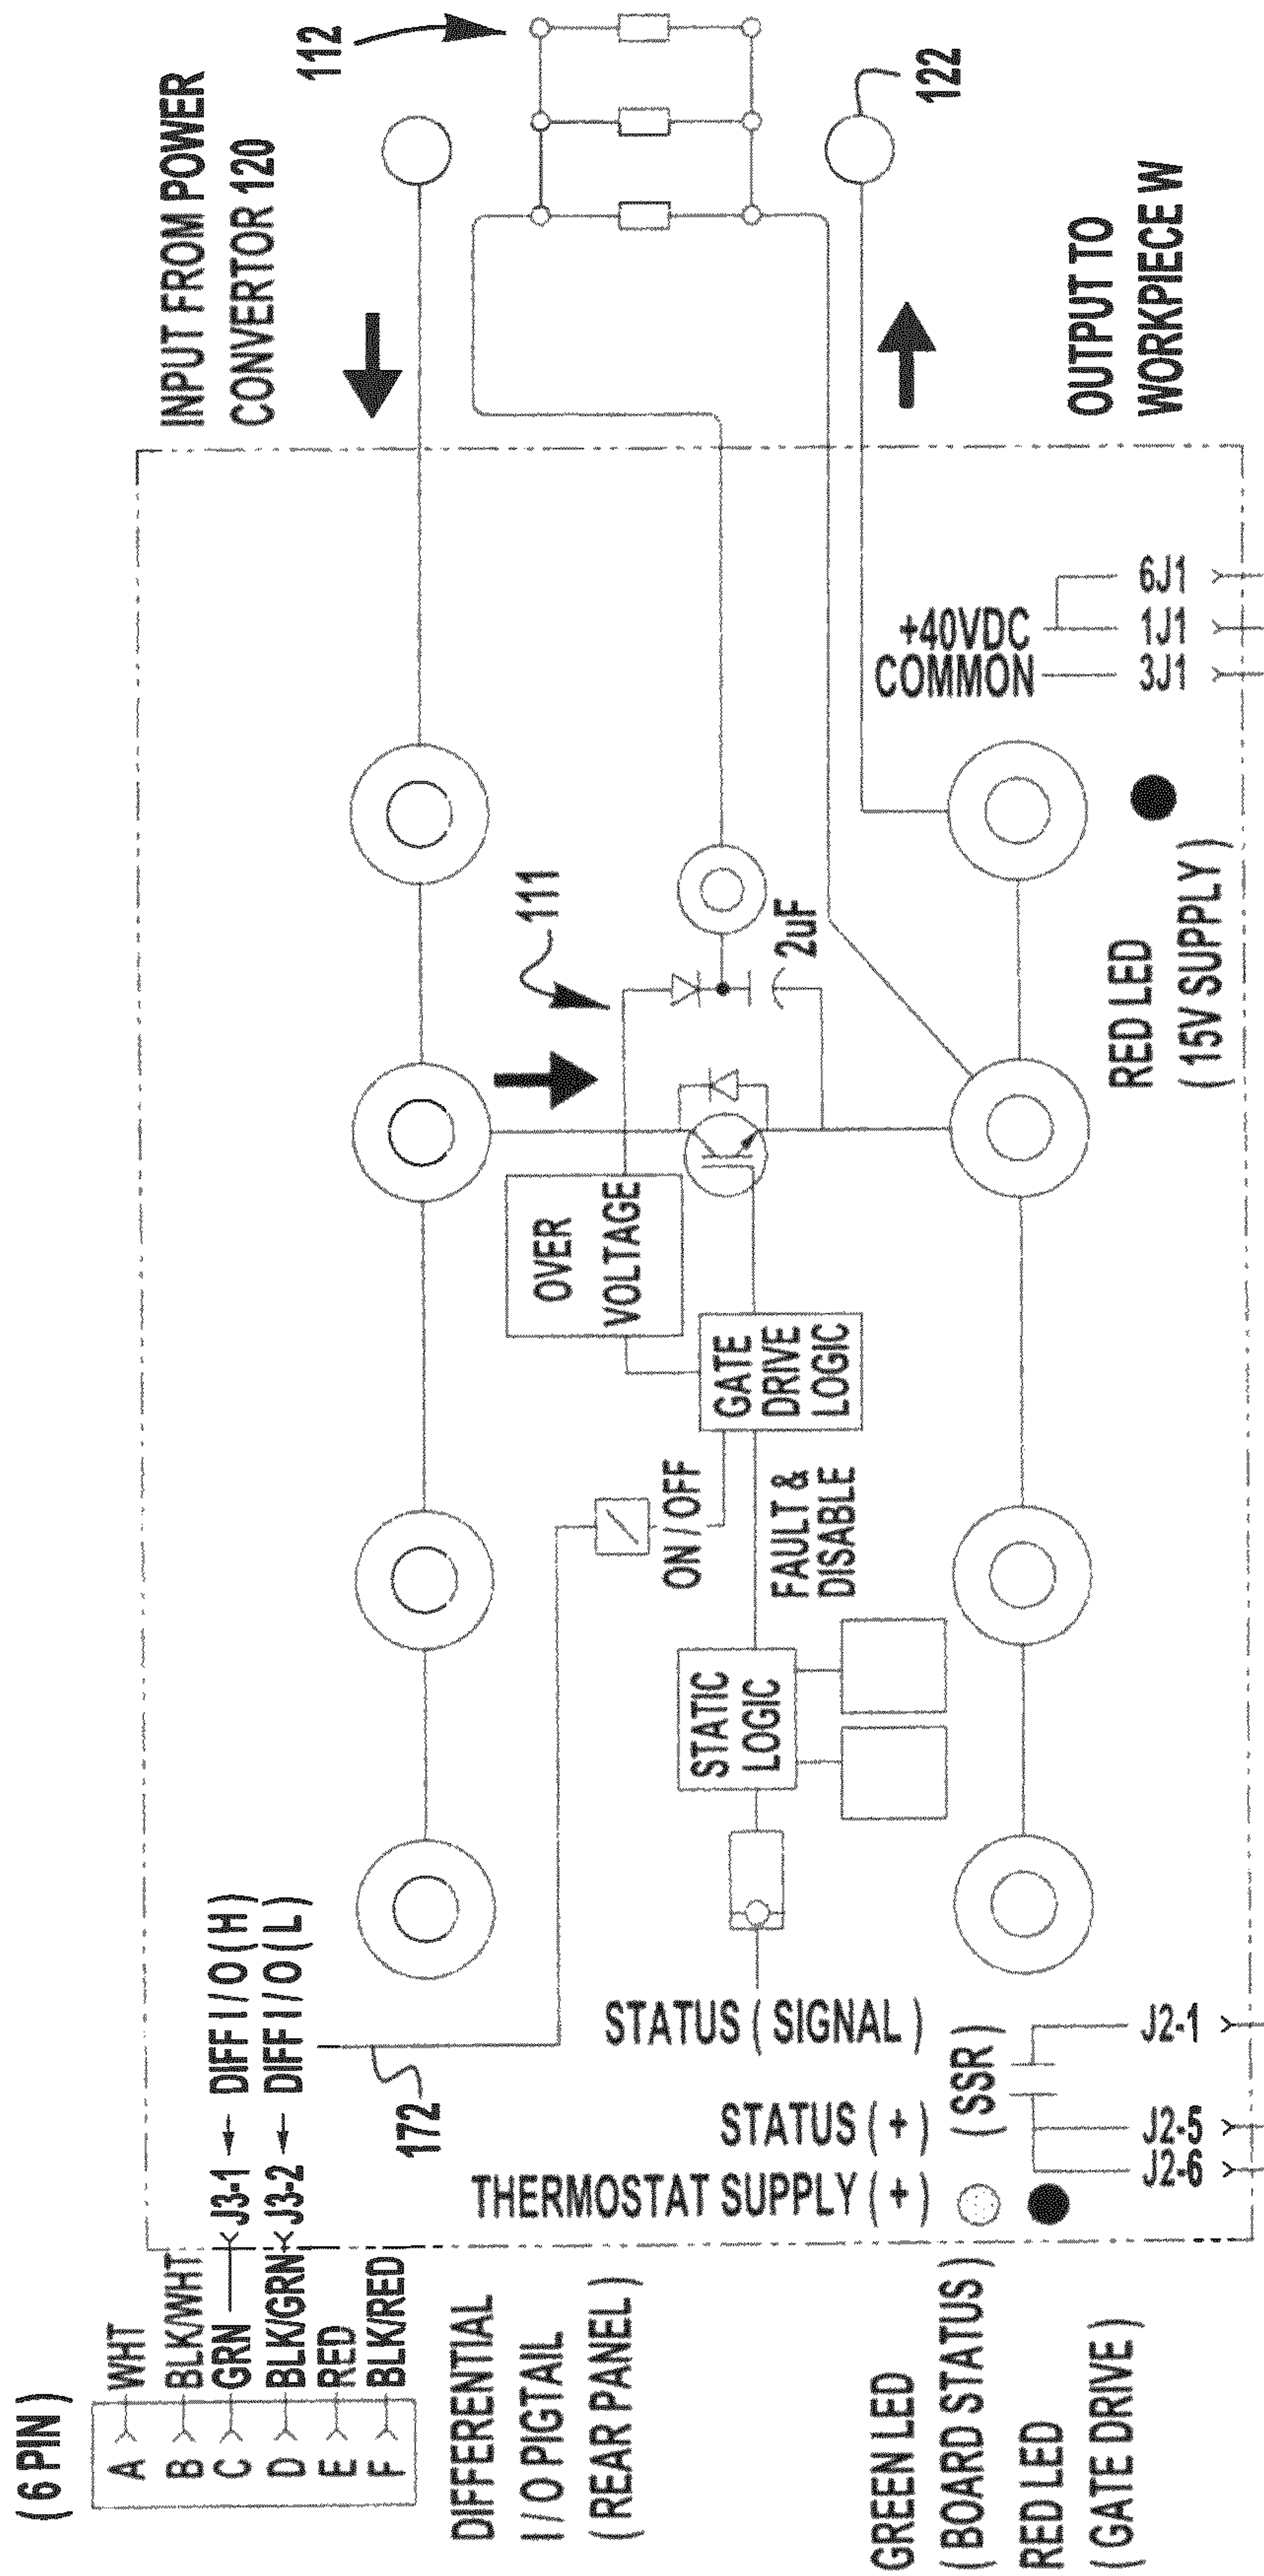 ( 6 PIN )
A WHT
B BLK/WHT
C GRN
D BLK/GRN
E RED
F BLK/RED
J3-1
DIFF I / O ( H )
J3-2
DIFF I / O ( L )
DIFFERENTIAL
I / O PIGTAIL
( REAR PANEL )
172
INPUT FROM POWER
CONVERTOR 120
112
111
OVER
VOLTAGE
2uF
GATE
DRIVE
LOGIC
ON / OFF
FAULT &
DISABLE
STATIC
LOGIC
STATUS ( SIGNAL )
STATUS ( + )
THERMOSTAT SUPPLY ( + )
( SSR )
J2-1
J2-5
J2-6
GREEN LED
( BOARD STATUS )
RED LED
( GATE DRIVE )
RED LED
( 15V SUPPLY )
+40VDC
COMMON
6J1
1J1
3J1
122
OUTPUT TO
WORKPIECE W